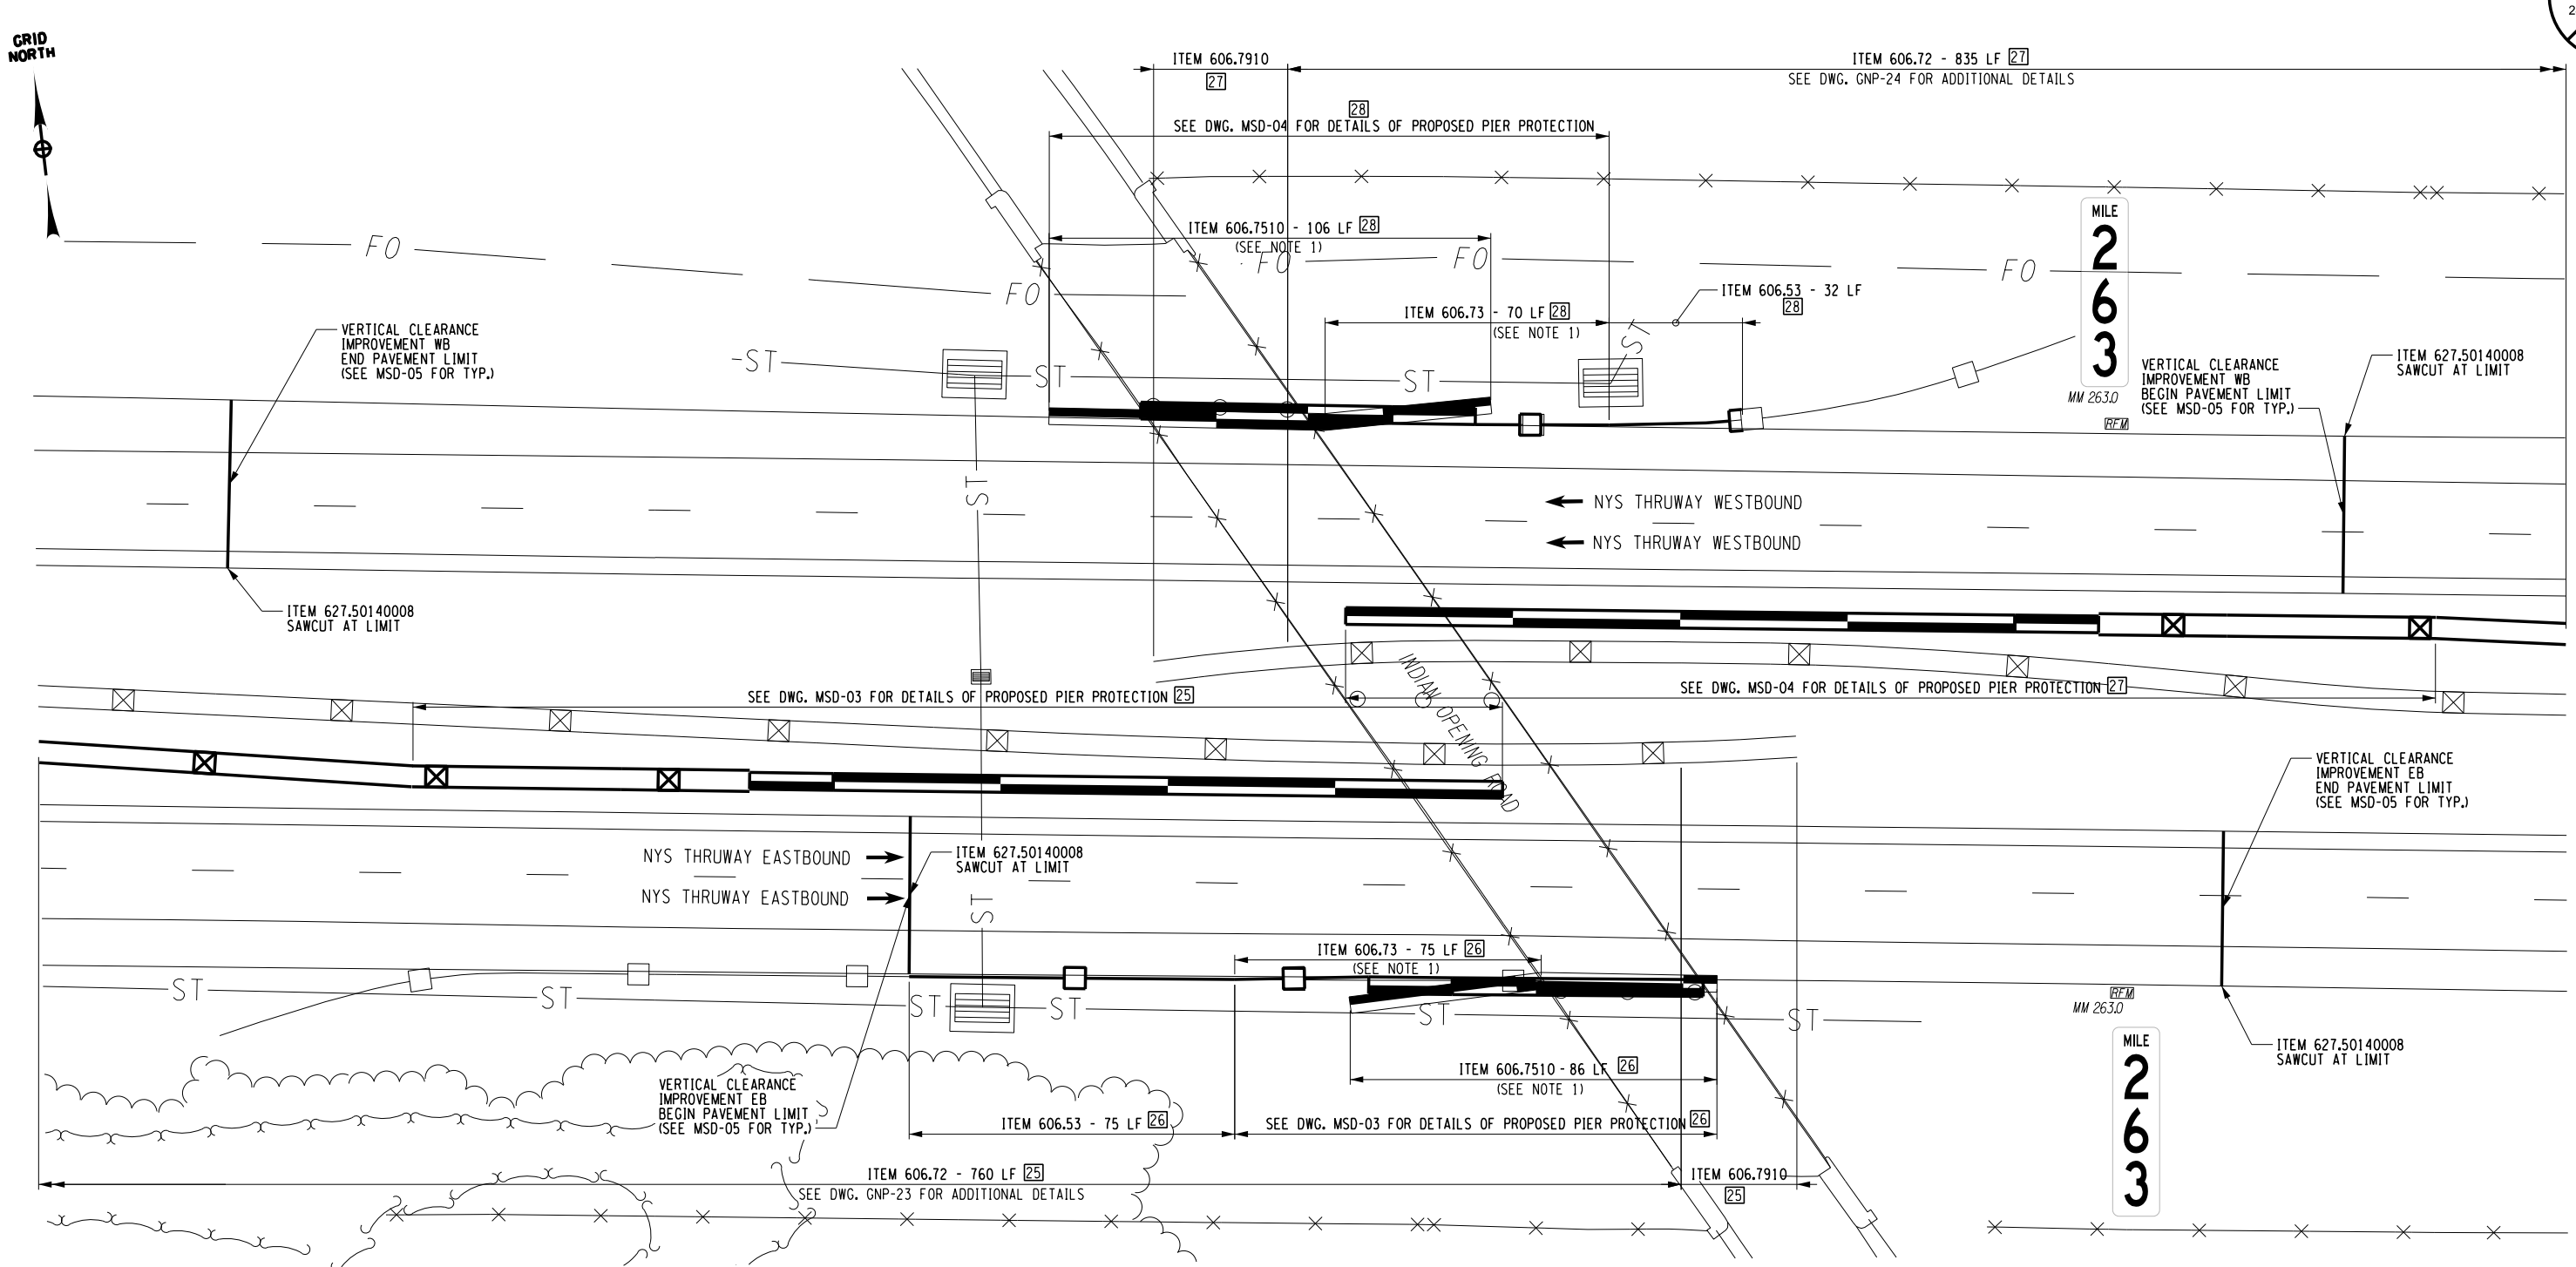 GRID
NORTH
2
ITEM 606.7910
27
ITEM 606.72 - 835 LF 27
SEE DWG. GNP-24 FOR ADDITIONAL DETAILS
28
SEE DWG. MSD-04 FOR DETAILS OF PROPOSED PIER PROTECTION
ITEM 606.7510 - 106 LF 28
(SEE NOTE 1)
FO
FO
FO
FO
FO
MILE
2
6
3
MM 263.0
RFM
ITEM 606.53 - 32 LF
28
ITEM 606.73 - 70 LF 28
(SEE NOTE 1)
VERTICAL CLEARANCE
IMPROVEMENT WB
END PAVEMENT LIMIT
(SEE MSD-05 FOR TYP.)
ST
ST
ST
ST
ST
VERTICAL CLEARANCE
IMPROVEMENT WB
BEGIN PAVEMENT LIMIT
(SEE MSD-05 FOR TYP.)
ITEM 627.50140008
SAWCUT AT LIMIT
NYS THRUWAY WESTBOUND
NYS THRUWAY WESTBOUND
ITEM 627.50140008
SAWCUT AT LIMIT
INDIAN OPENING ROAD
SEE DWG. MSD-03 FOR DETAILS OF PROPOSED PIER PROTECTION 25
SEE DWG. MSD-04 FOR DETAILS OF PROPOSED PIER PROTECTION 27
VERTICAL CLEARANCE
IMPROVEMENT EB
END PAVEMENT LIMIT
(SEE MSD-05 FOR TYP.)
NYS THRUWAY EASTBOUND
NYS THRUWAY EASTBOUND
ITEM 627.50140008
SAWCUT AT LIMIT
ST
ITEM 606.73 - 75 LF 26
(SEE NOTE 1)
ST
ST
ST
ST
ST
ST
RFM
MM 263.0
MILE
2
6
3
ITEM 627.50140008
SAWCUT AT LIMIT
ITEM 606.7510 - 86 LF 26
(SEE NOTE 1)
VERTICAL CLEARANCE
IMPROVEMENT EB
BEGIN PAVEMENT LIMIT
(SEE MSD-05 FOR TYP.)
ITEM 606.53 - 75 LF 26
SEE DWG. MSD-03 FOR DETAILS OF PROPOSED PIER PROTECTION 26
ITEM 606.72 - 760 LF 25
SEE DWG. GNP-23 FOR ADDITIONAL DETAILS
ITEM 606.7910
25